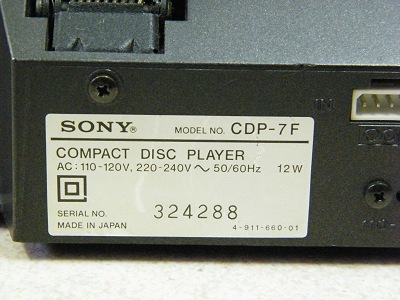 IN
SONY® MODEL NO. CDP-7F
COMPACT DISC PLAYER
AC: 110-120V, 220-240V ～ 50/60Hz 12W
SERIAL NO. 324288
MADE IN JAPAN 4-911-660-01